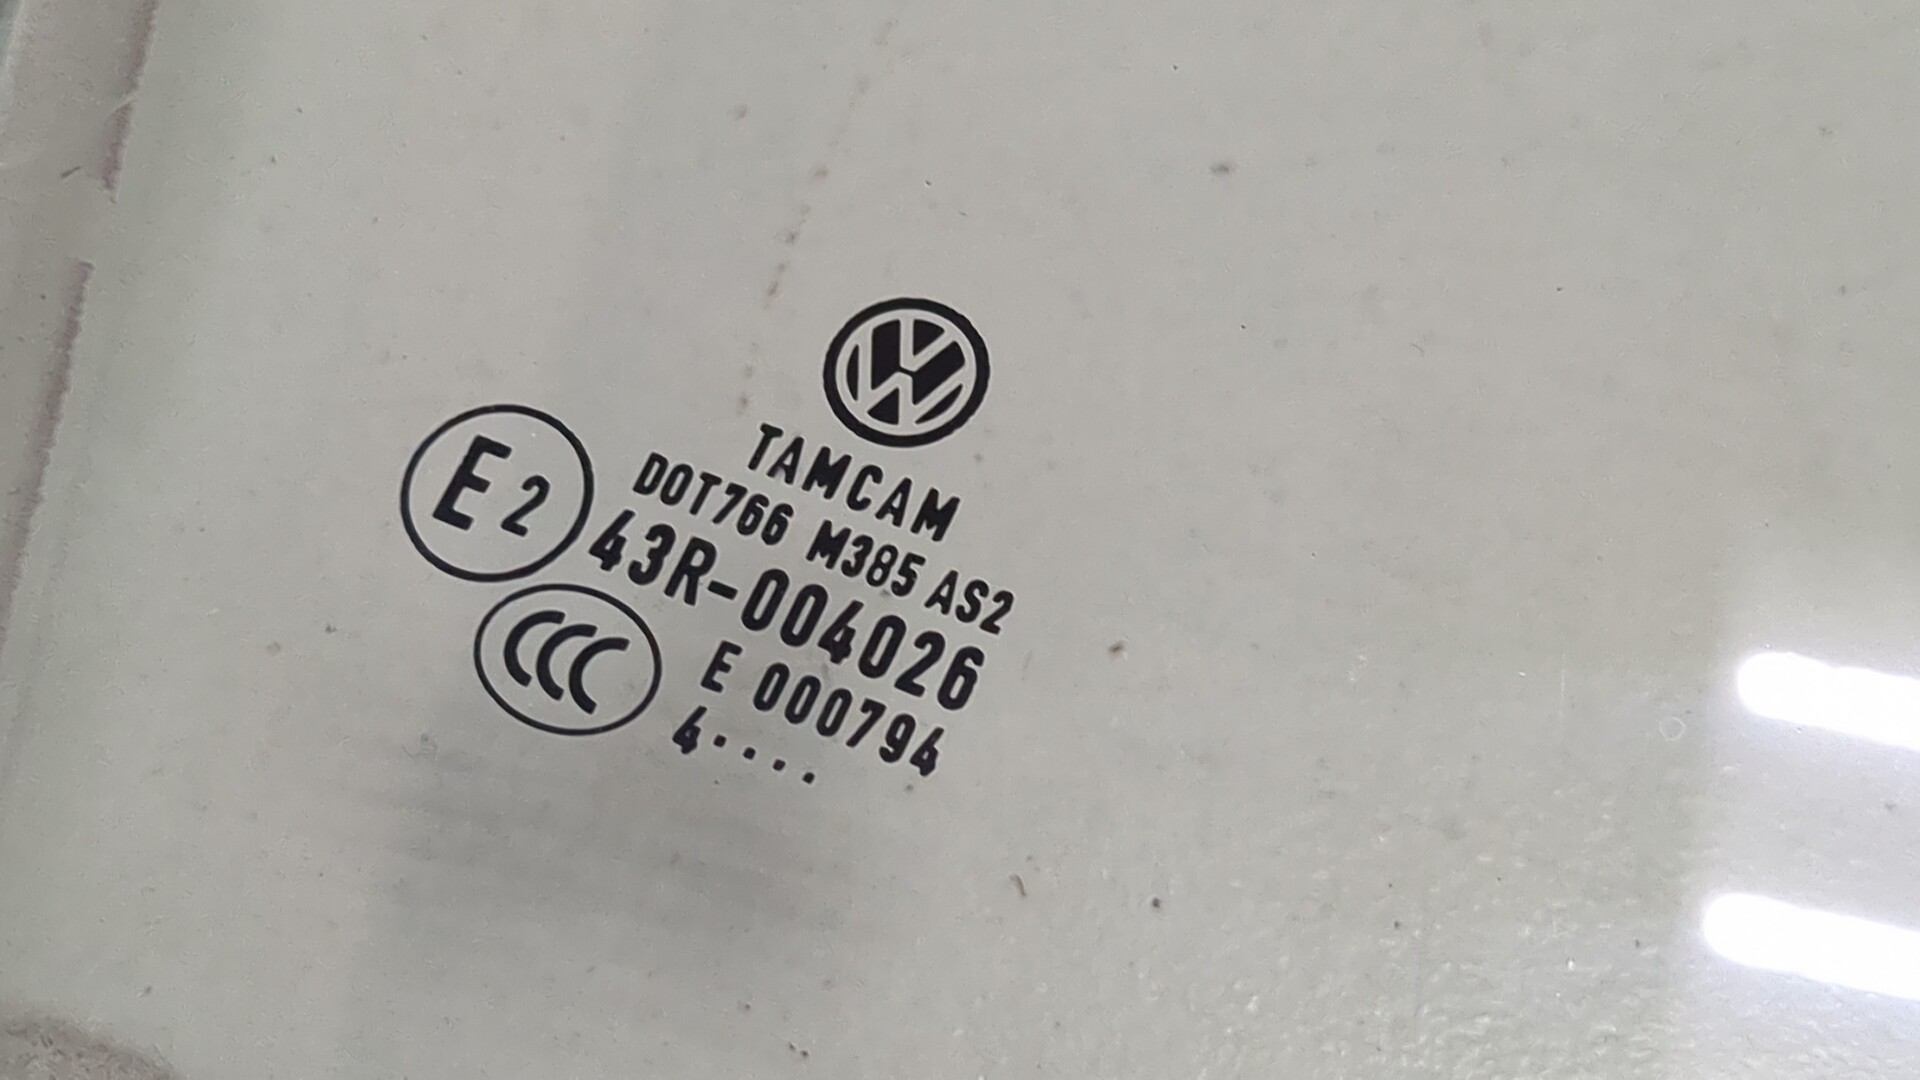 TAMCAM
DOT766 M385 AS2
E2
43R-004026
CCC
E 000794
4....